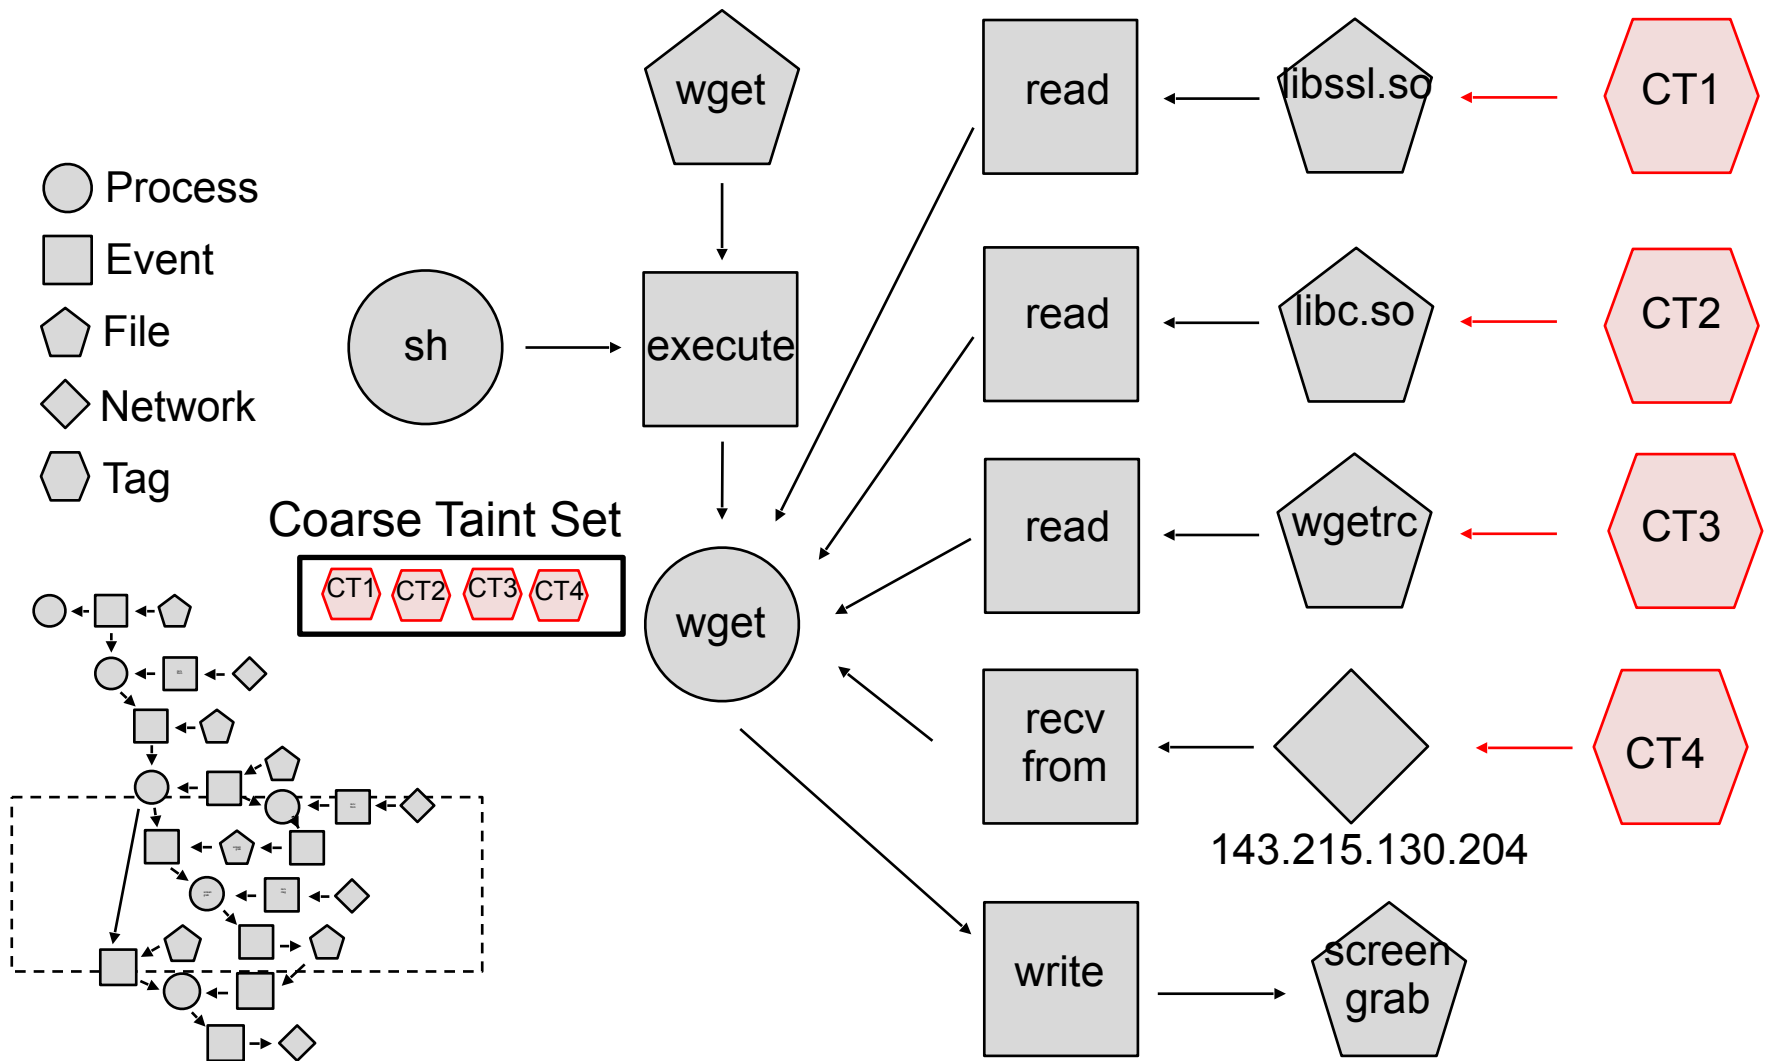 wget
read
libssl.so
CT1
Process
Event
File
Network
Tag
sh
execute
read
libc.so
CT2
Coarse Taint Set
CT1
CT2
CT3
CT4
wget
read
wgetrc
CT3
recv
from
143.215.130.204
CT4
write
screen
grab